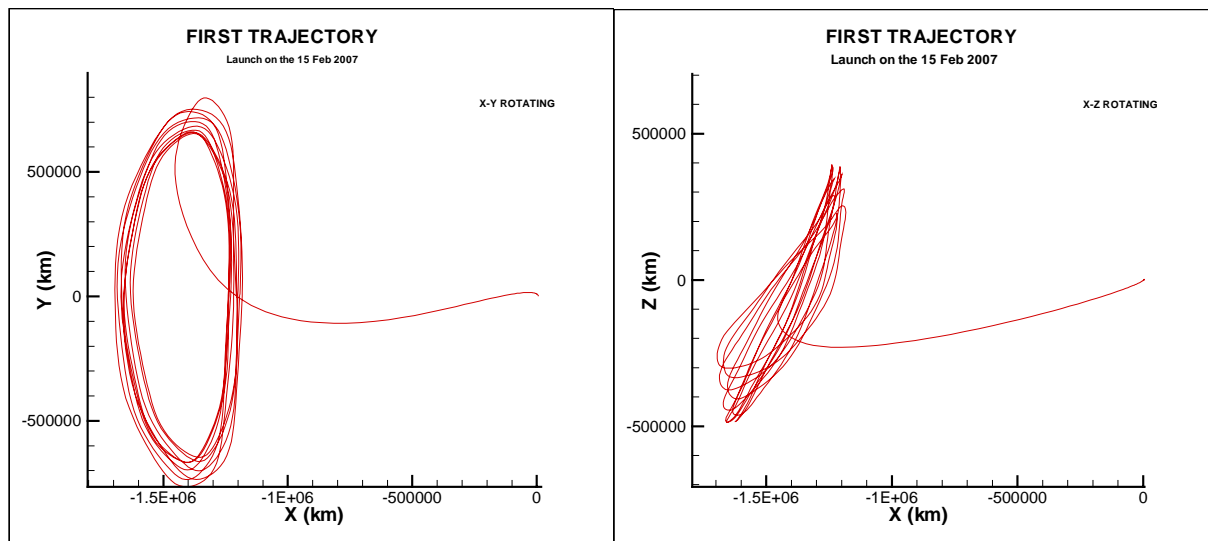 FIRST TRAJECTORY
Launch on the 15 Feb 2007
X-Y ROTATING
Y (km)
500000
0
-500000
-1.5E+06
-1E+06
-500000
0
X (km)
FIRST TRAJECTORY
Launch on the 15 Feb 2007
X-Z ROTATING
Z (km)
500000
0
-500000
-1.5E+06
-1E+06
-500000
0
X (km)